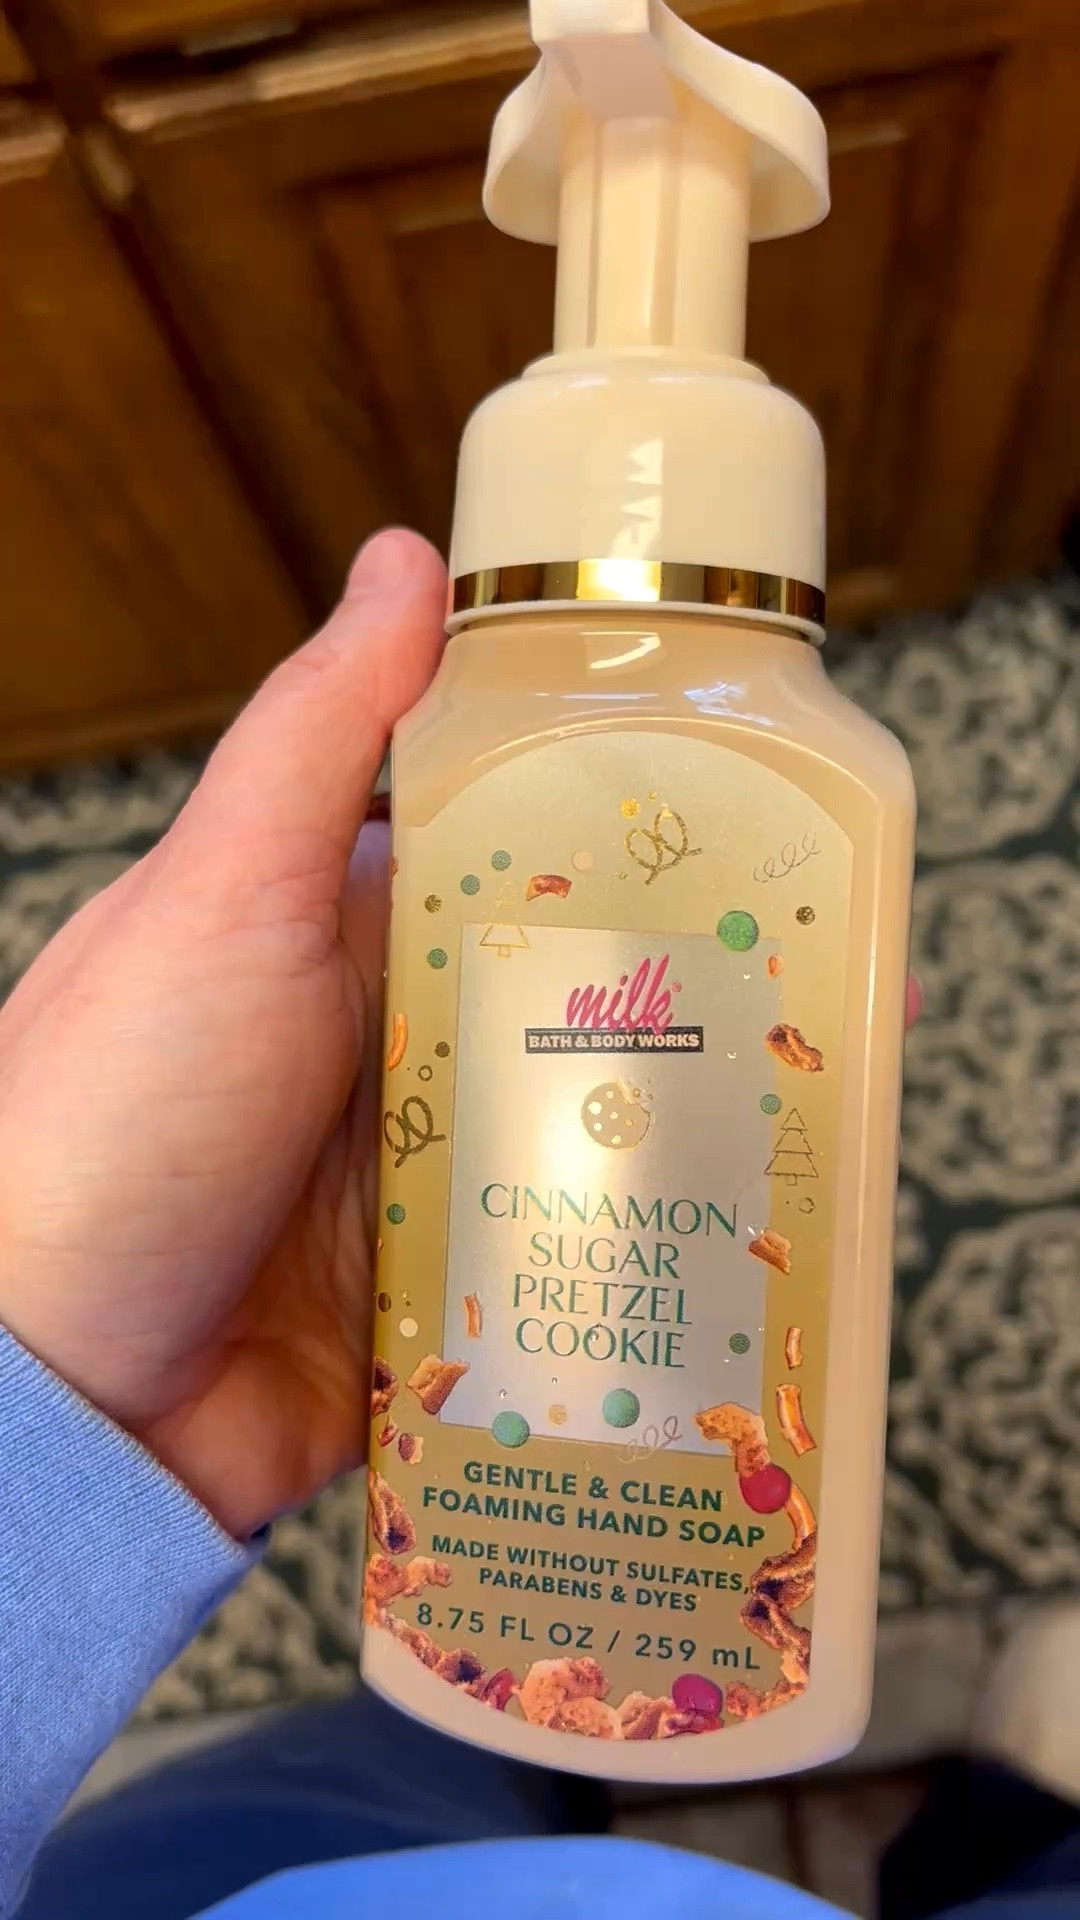 milk
BATH & BODY WORKS
CINNAMON
SUGAR
PRETZEL
COOKIE
GENTLE & CLEAN
FOAMING HAND SOAP
MADE WITHOUT SULFATES,
PARABENS & DYES
8.75 FL OZ / 259 mL